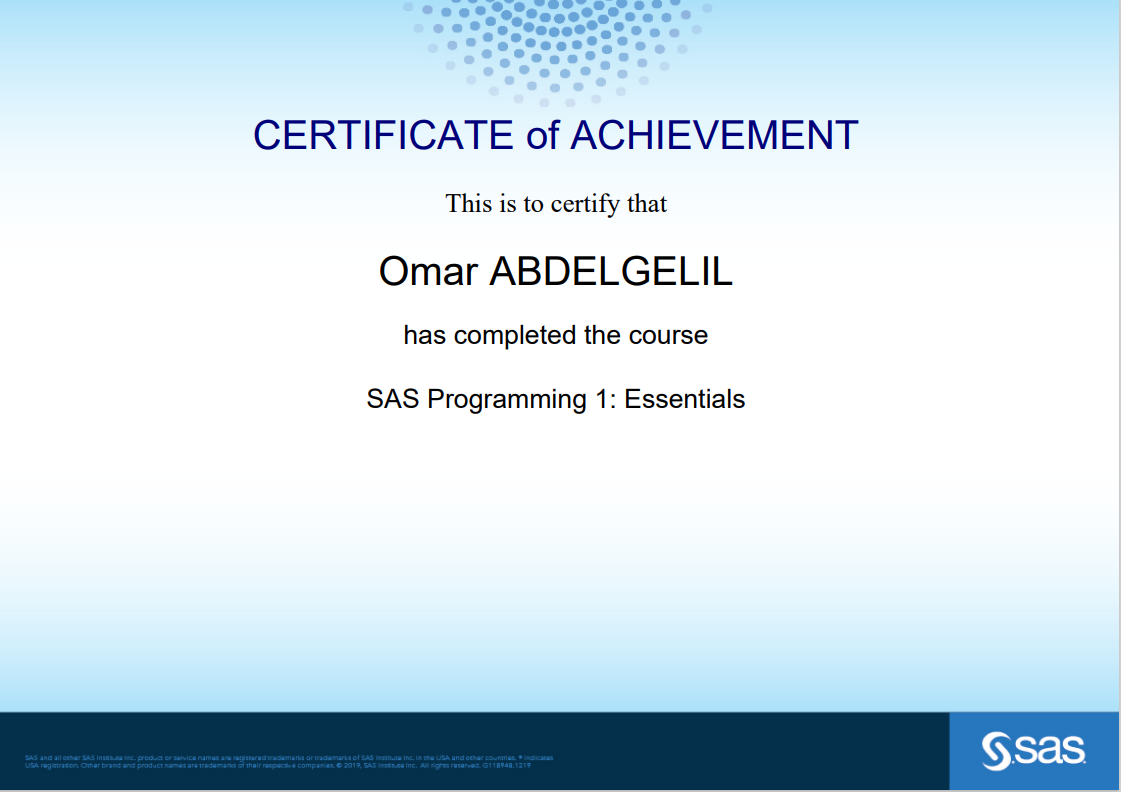 CERTIFICATE of ACHIEVEMENT
This is to certify that
Omar ABDELGELIL
has completed the course
SAS Programming 1: Essentials
SAS and all other SAS Institute Inc. product or service names are registered trademarks or trademarks of SAS Institute Inc. in the USA and other countries. ® indicates
USA registration. Other brand and product names are trademarks of their respective companies. © 2019, SAS Institute Inc. All rights reserved. G118948.1219
sas